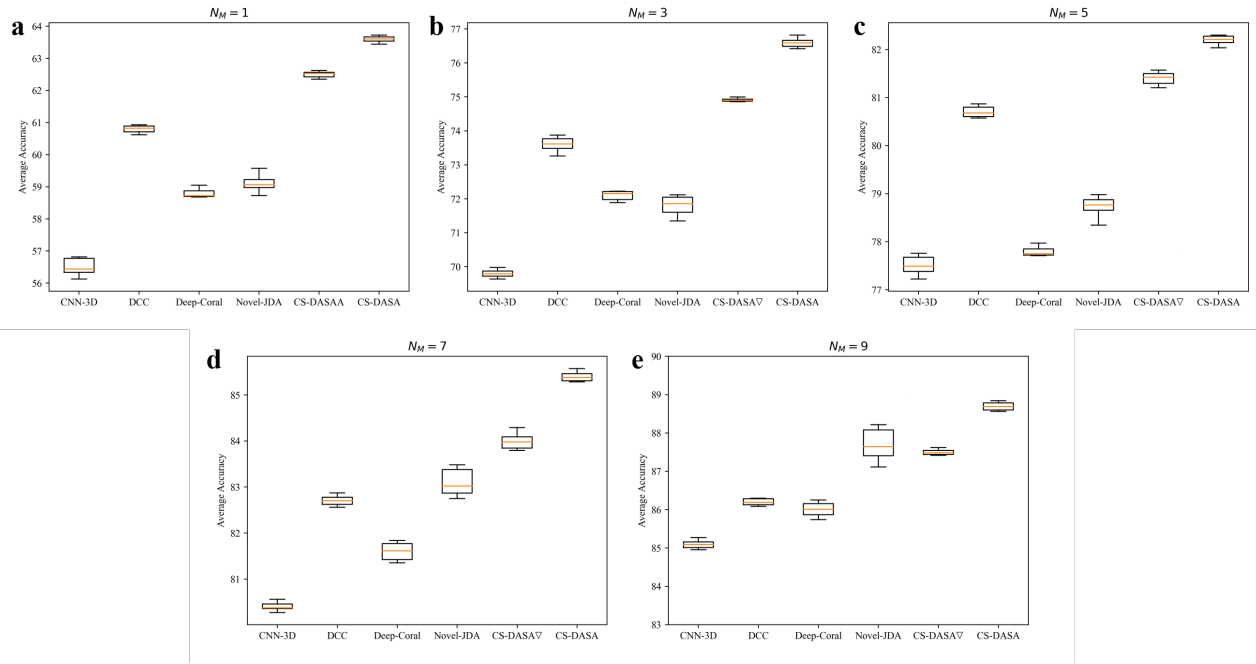 a
N_M = 1
64
63
62
61
60
59
58
57
56
Average Accuracy
CNN-3D DCC Deep-Coral Novel-JDA CS-DASAA CS-DASA
b
N_M = 3
77
76
75
74
73
72
71
70
Average Accuracy
CNN-3D DCC Deep-Coral Novel-JDA CS-DASA∇ CS-DASA
c
N_M = 5
82
81
80
79
78
77
Average Accuracy
CNN-3D DCC Deep-Coral Novel-JDA CS-DASA∇ CS-DASA
d
N_M = 7
85
84
83
82
81
Average Accuracy
CNN-3D DCC Deep-Coral Novel-JDA CS-DASA∇ CS-DASA
e
N_M = 9
90
89
88
87
86
85
84
83
Average Accuracy
CNN-3D DCC Deep-Coral Novel-JDA CS-DASA∇ CS-DASA